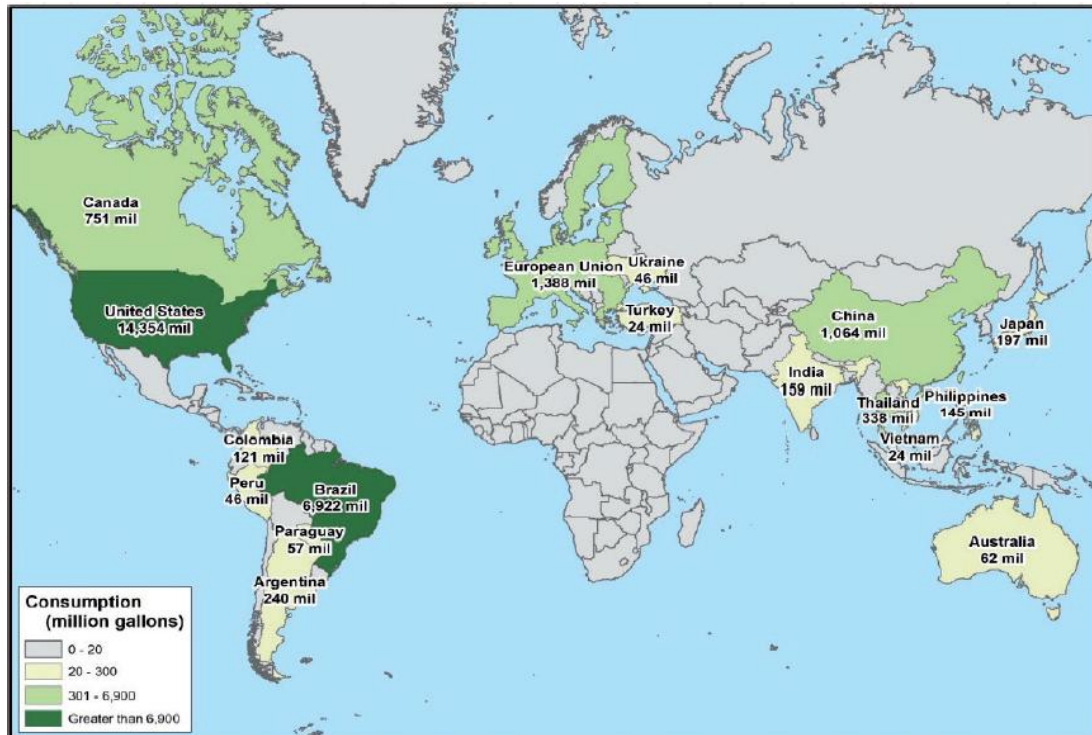 Canada
751 mil
United States
14,354 mil
European Union
1,388 mil
Ukraine
46 mil
Turkey
24 mil
China
1,064 mil
Japan
197 mil
India
159 mil
Thailand
338 mil
Philippines
145 mil
Vietnam
24 mil
Colombia
121 mil
Peru
46 mil
Brazil
6,922 mil
Paraguay
57 mil
Argentina
240 mil
Australia
62 mil
Consumption
(million gallons)
0 - 20
20 - 300
301 - 6,900
Greater than 6,900